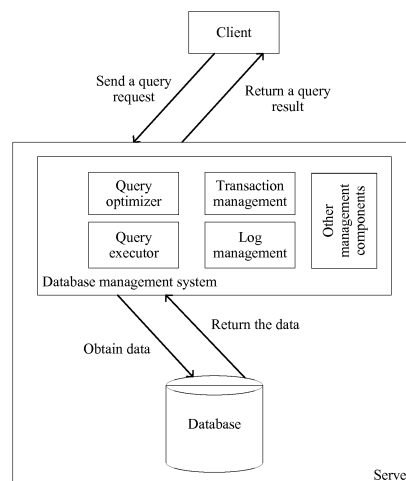 Client
Send a query
request
Return a query
result
Query
optimizer
Transaction
management
Other
management
components
Query
executor
Log
management
Database management system
Return the data
Obtain data
Database
Serve